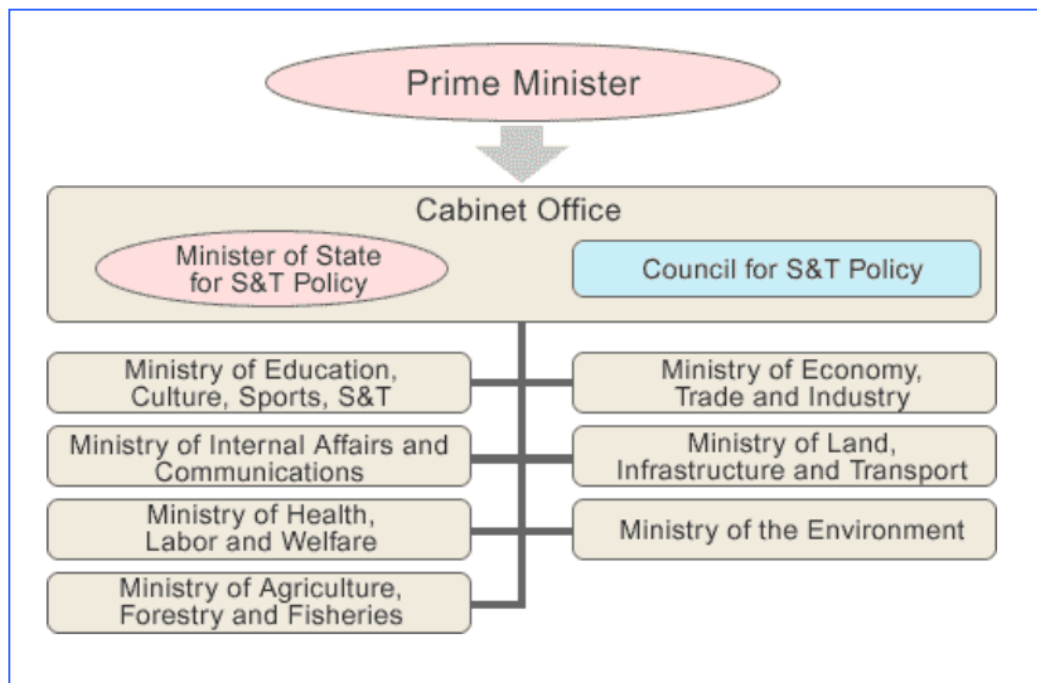 Prime Minister
Cabinet Office
Minister of State
for S&T Policy
Council for S&T Policy
Ministry of Education,
Culture, Sports, S&T
Ministry of Economy,
Trade and Industry
Ministry of Internal Affairs and
Communications
Ministry of Land,
Infrastructure and Transport
Ministry of Health,
Labor and Welfare
Ministry of the Environment
Ministry of Agriculture,
Forestry and Fisheries